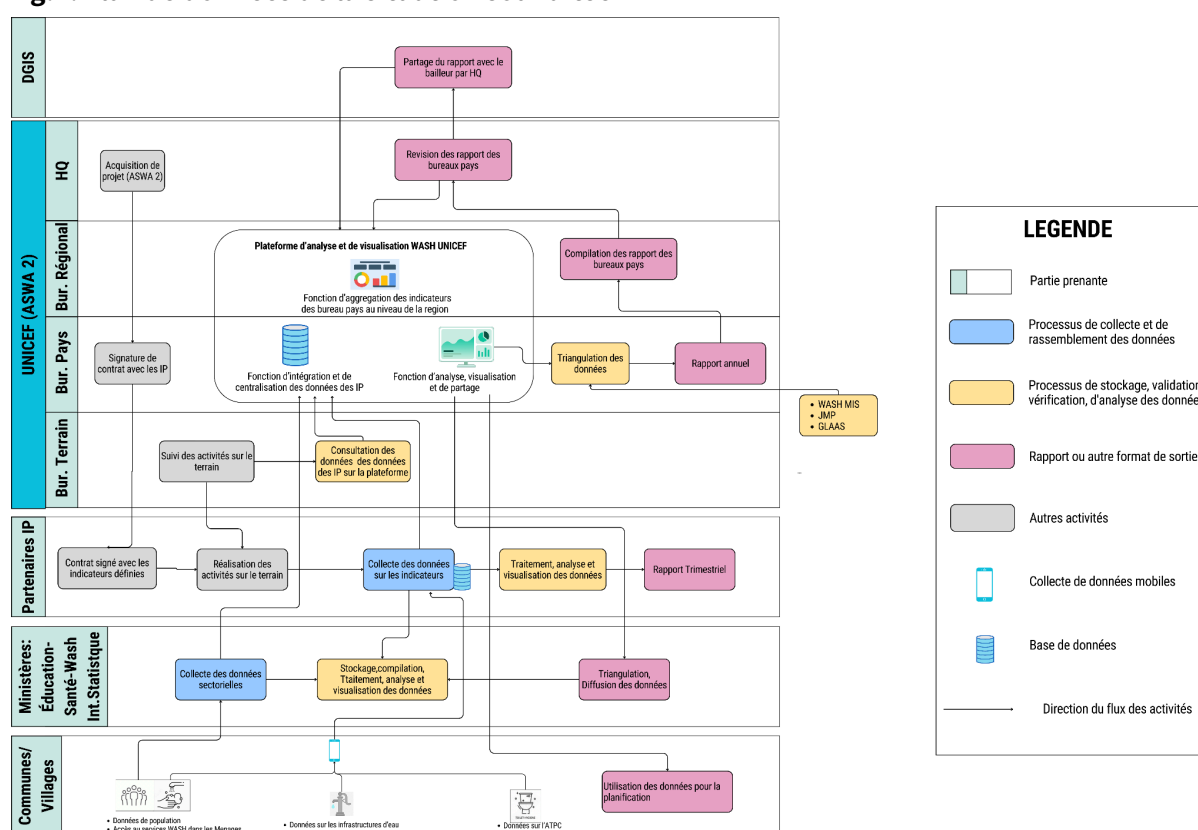 DGIS
Partage du rapport avec le
bailleur par HQ
UNICEF (ASWA 2)
HQ
Acquisition de
projet (ASWA 2)
Revision des rapport des
bureaux pays
Bur. Régional
Plateforme d'analyse et de visualisation WASH UNICEF
Fonction d'aggregation des indicateurs
des bureau pays au niveau de la region
Compilation des rapport des
bureaux pays
Bur. Pays
Signature de
contrat avec les IP
Fonction d'intégration et de
centralisation des données des IP
Fonction d'analyse, visualisation
et de partage
Triangulation des
données
Rapport annuel
• WASH MIS
• JMP
• GLAAS
Bur. Terrain
Suivi des activités sur le
terrain
Consultation des
données des données
des IP sur la plateforme
Partenaires IP
Contrat signé avec les
indicateurs définies
Réalisation des
activités sur le terrain
Collecte des données
sur les indicateurs
Traitement, analyse et
visualisation des données
Rapport Trimestriel
Ministères:
Éducation-
Santé-Wash
Int.Statistque
Collecte des données
sectorielles
Stockage,compilation,
Ttaitement, analyse et
visualisation des données
Triangulation,
Diffusion des données
Communes/
Villages
• Données de population
• Accès au services WASH dans les Menages
• Données sur les infrastructures d'eau
• Données sur l'ATPC
Utilisation des données pour la
planification
LEGENDE
Partie prenante
Processus de collecte et de
rassemblement des données
Processus de stockage, validation
vérification, d'analyse des donnée
Rapport ou autre format de sortie
Autres activités
Collecte de données mobiles
Base de données
Direction du flux des activités